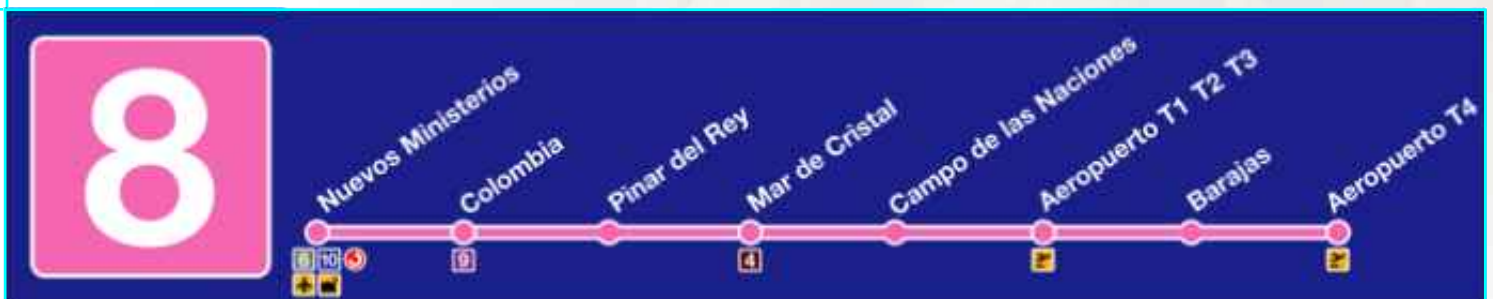 8
Nuevos Ministerios
Colombia
Pinar del Rey
Mar de Cristal
Campo de las Naciones
Aeropuerto T1 T2 T3
Barajas
Aeropuerto T4
6 10
9
4